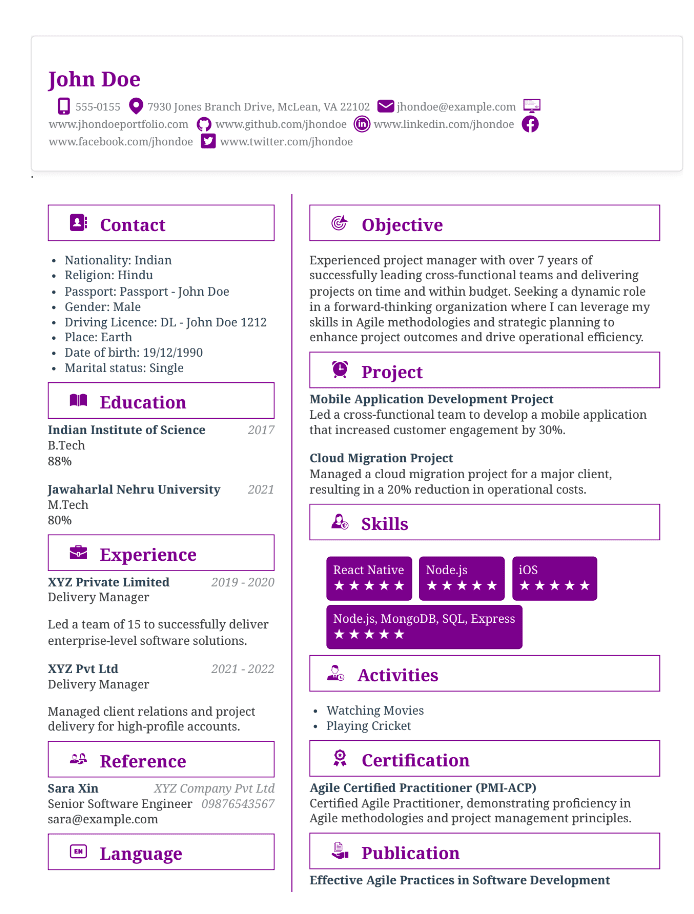 John Doe
555-0155 7930 Jones Branch Drive, McLean, VA 22102 jhondoe@example.com
www.jhondoeportfolio.com www.github.com/jhondoe www.linkedin.com/jhondoe
www.facebook.com/jhondoe www.twitter.com/jhondoe
.
Contact
• Nationality: Indian
• Religion: Hindu
• Passport: Passport - John Doe
• Gender: Male
• Driving Licence: DL - John Doe 1212
• Place: Earth
• Date of birth: 19/12/1990
• Marital status: Single
Education
Indian Institute of Science 2017
B.Tech
88%
Jawaharlal Nehru University 2021
M.Tech
80%
Experience
XYZ Private Limited 2019 - 2020
Delivery Manager
Led a team of 15 to successfully deliver
enterprise-level software solutions.
XYZ Pvt Ltd 2021 - 2022
Delivery Manager
Managed client relations and project
delivery for high-profile accounts.
Reference
Sara Xin XYZ Company Pvt Ltd
Senior Software Engineer 09876543567
sara@example.com
EN Language
Objective
Experienced project manager with over 7 years of
successfully leading cross-functional teams and delivering
projects on time and within budget. Seeking a dynamic role
in a forward-thinking organization where I can leverage my
skills in Agile methodologies and strategic planning to
enhance project outcomes and drive operational efficiency.
Project
Mobile Application Development Project
Led a cross-functional team to develop a mobile application
that increased customer engagement by 30%.
Cloud Migration Project
Managed a cloud migration project for a major client,
resulting in a 20% reduction in operational costs.
Skills
React Native Node.js iOS
★ ★ ★ ★ ★ ★ ★ ★ ★ ★ ★ ★ ★ ★ ★
Node.js, MongoDB, SQL, Express
★ ★ ★ ★ ★
Activities
• Watching Movies
• Playing Cricket
Certification
Agile Certified Practitioner (PMI-ACP)
Certified Agile Practitioner, demonstrating proficiency in
Agile methodologies and project management principles.
Publication
Effective Agile Practices in Software Development